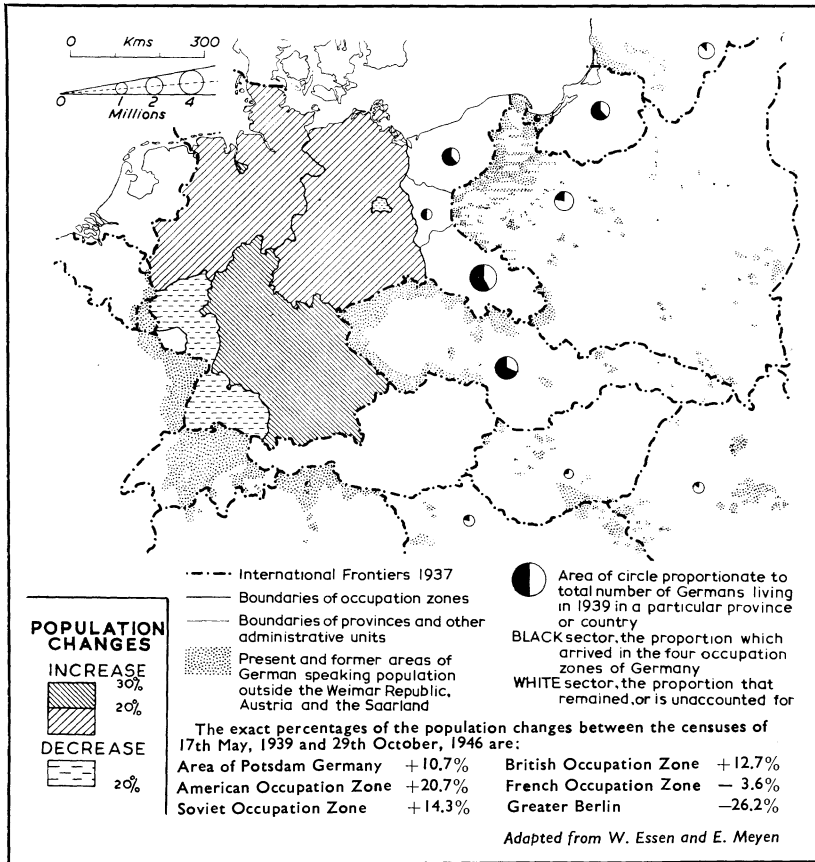 0 Kms 300
0 1 2 4
Millions
International Frontiers 1937
Boundaries of occupation zones
Boundaries of provinces and other
administrative units
Present and former areas of
German speaking population
outside the Weimar Republic,
Austria and the Saarland
Area of circle proportionate to
total number of Germans living
in 1939 in a particular province
or country
BLACK sector, the proportion which
arrived in the four occupation
zones of Germany
WHITE sector, the proportion that
remained, or is unaccounted for
POPULATION
CHANGES
INCREASE
30%
20%
DECREASE
20%
The exact percentages of the population changes between the censuses of
17th May, 1939 and 29th October, 1946 are:
Area of Potsdam Germany +10.7%
American Occupation Zone +20.7%
Soviet Occupation Zone +14.3%
British Occupation Zone +12.7%
French Occupation Zone – 3.6%
Greater Berlin –26.2%
Adapted from W. Essen and E. Meyen